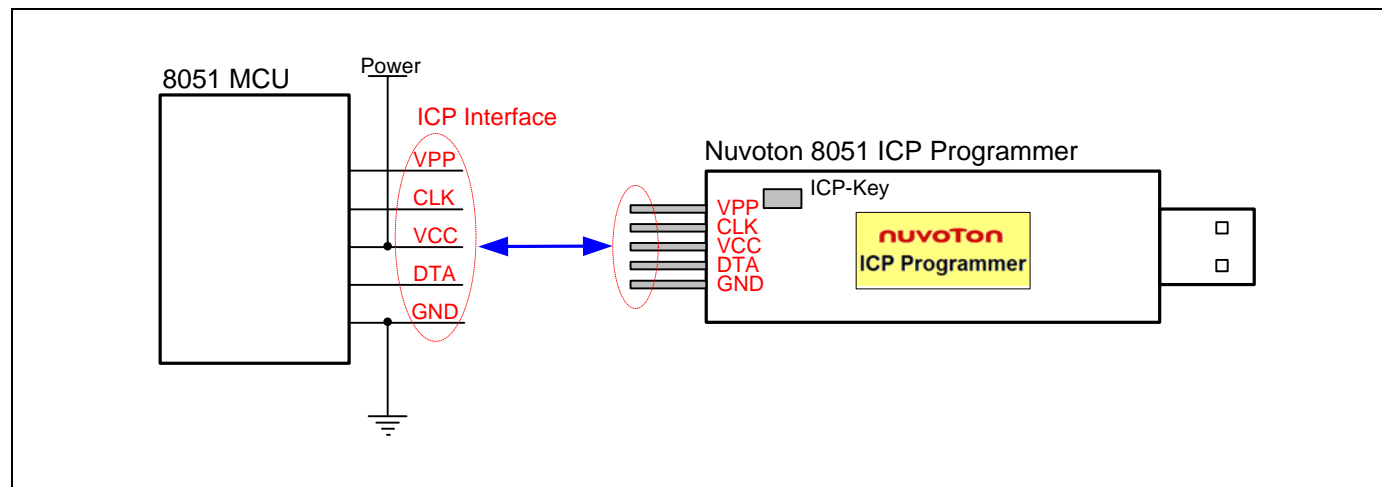 8051 MCU
Power
ICP Interface
VPP
CLK
VCC
DTA
GND
Nuvoton 8051 ICP Programmer
ICP-Key
VPP
CLK
VCC
DTA
GND
nuvoTon
ICP Programmer